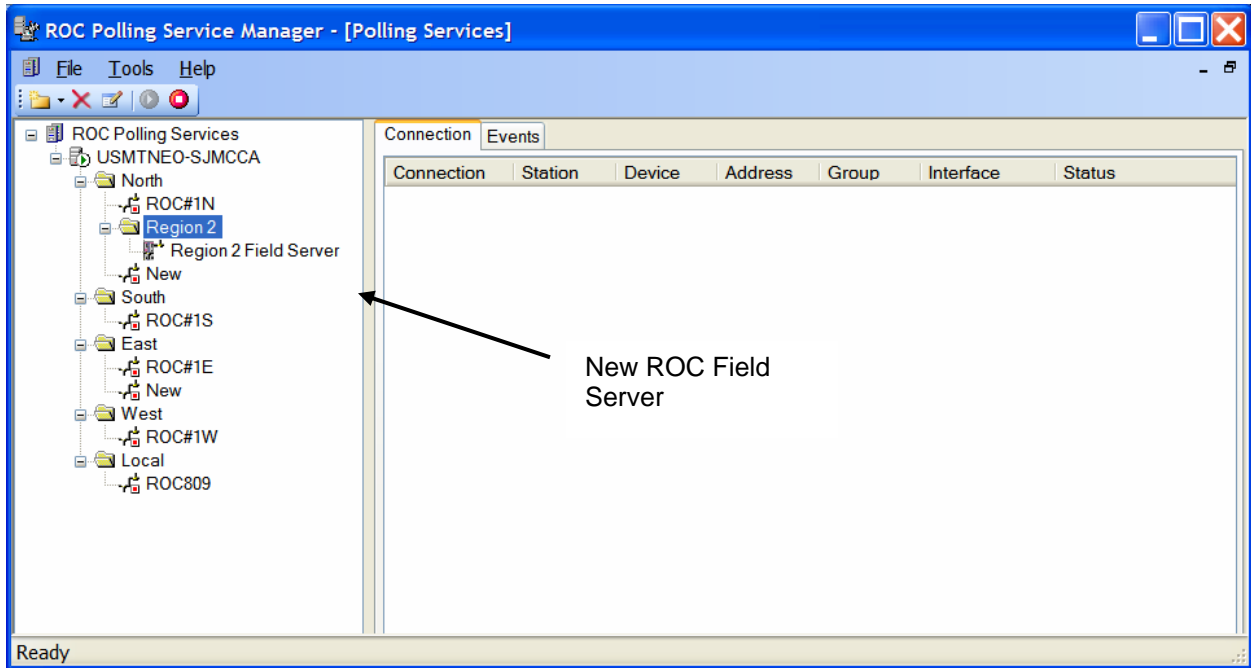 ROC Polling Service Manager - [Polling Services]
File Tools Help
ROC Polling Services
USMTNEO-SJMCCA
North
ROC#1N
Region 2
Region 2 Field Server
New
South
ROC#1S
East
ROC#1E
New
West
ROC#1W
Local
ROC809
Connection Events
Connection Station Device Address Group Interface Status
New ROC Field
Server
Ready